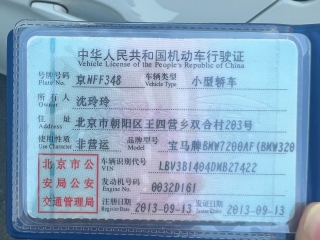 中华人民共和国机动车行驶证
Vehicle License of the People's Republic of China
号牌号码 京NFF348 车辆类型 小型轿车
Plate No. Vehicle Type
所有人 沈玲玲
Owner
住址 北京市朝阳区王四营乡双合村203号
Address
使用性质 非营运 品牌型号 宝马牌BMW7200AF(BMW320
Use Character Model
北京市公 车辆识别代号 LBV3B1404DMB27422
VIN
安局公安 发动机号码 0032D161
Engine No.
交通管理局 注册日期 2013-09-13 发证日期 2013-09-13
Register Date Issue Date